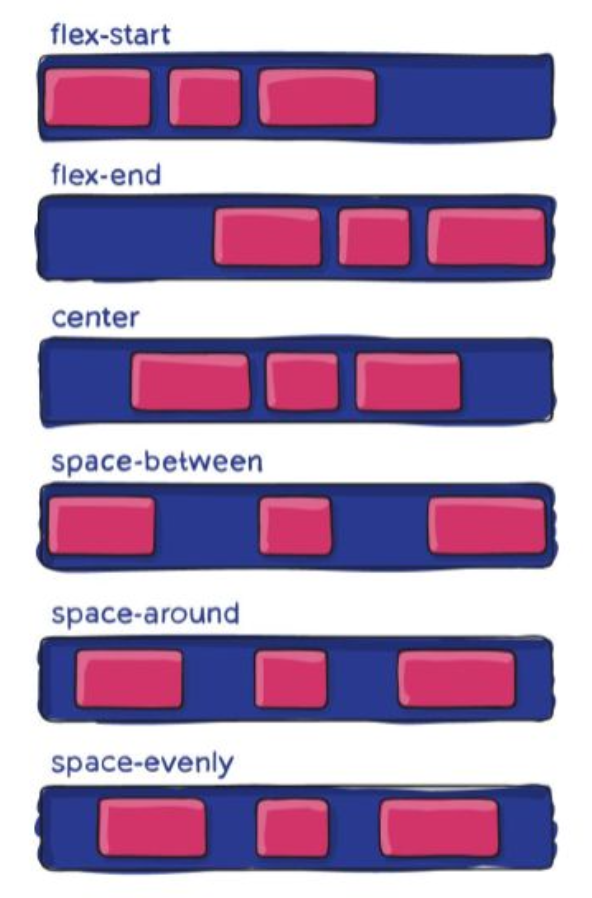 flex-start
flex-end
center
space-between
space-around
space-evenly